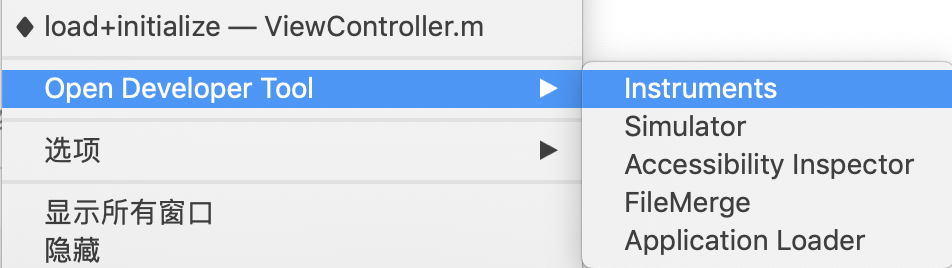 load+initialize — ViewController.m
Open Developer Tool
Instruments
Simulator
选项
Accessibility Inspector
显示所有窗口
FileMerge
隐藏
Application Loader